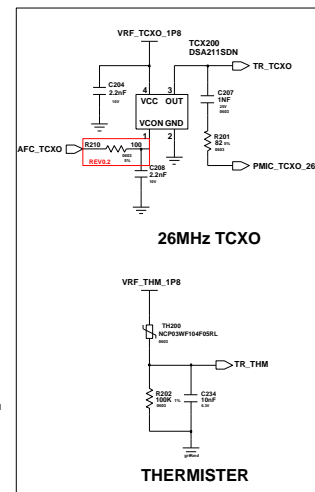 VRF_TCXO_1P8
TCX200
DSA211SDN
TR_TCXO
C204
2.2nF
10V
4
3
VCC OUT
VCON GND
1
2
C207
1NF
25V
0603
R201
82 5%
0603
AFC_TCXO
R210
100
0603
5%
REV0.2
C208
2.2nF
10V
PMIC_TCXO_26
26MHz TCXO
VRF_THM_1P8
TH200
NCP03WF104F05RL
0603
TR_THM
R202
100K 1%
0603
C234
10nF
6.3V
ground
THERMISTER